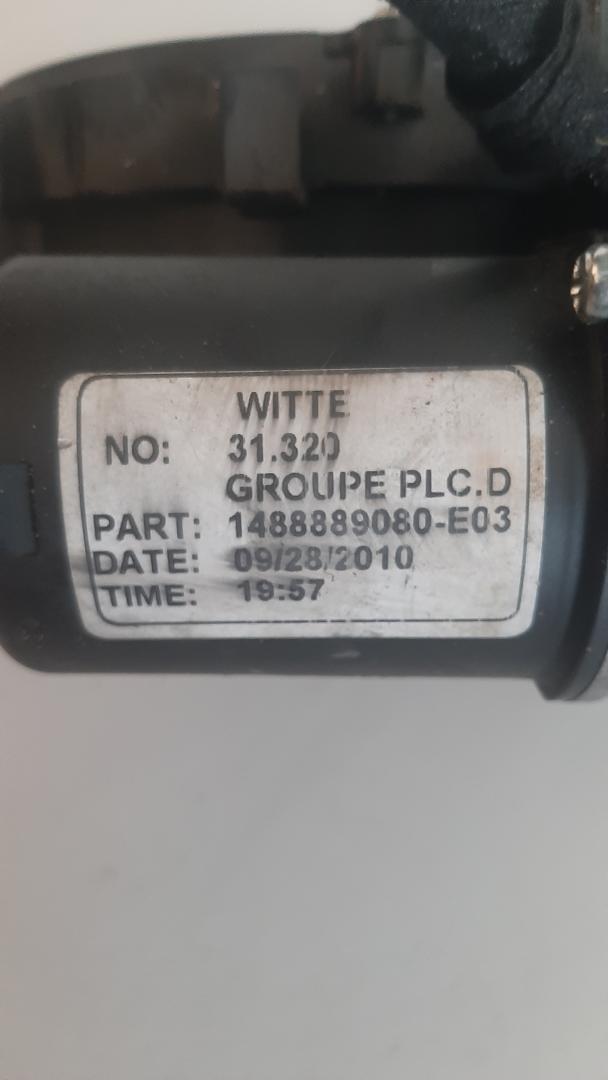 WITTE
NO: 31.320
GROUPE PLC.D
PART: 1488889080-E03
DATE: 09/28/2010
TIME: 19:57